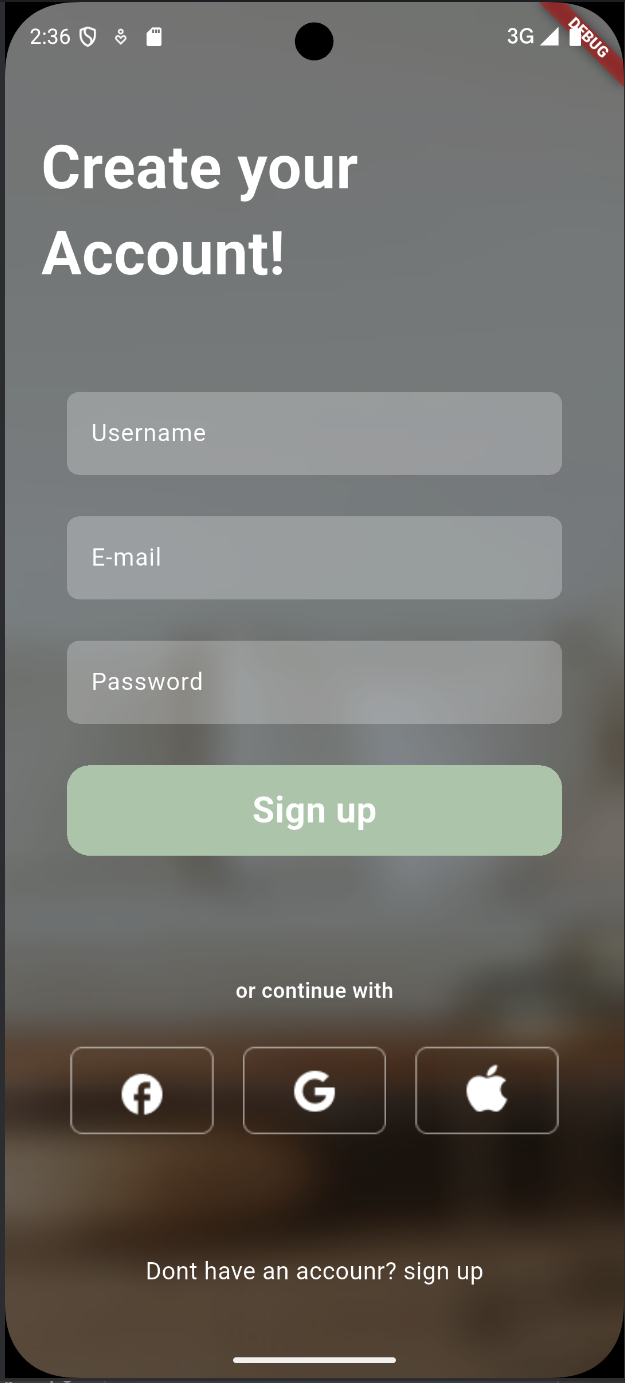 2:36
3G
DEBUG
Create your
Account!
Username
E-mail
Password
Sign up
or continue with
Dont have an accounr? sign up